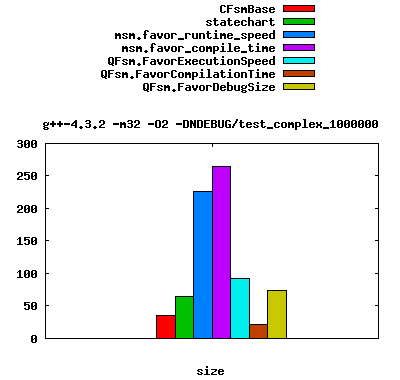 CFsmBase
statechart
msm.favor_runtime_speed
msm.favor_compile_time
QFsm.FavorExecutionSpeed
QFsm.FavorCompilationTime
QFsm.FavorDebugSize
g++-4.3.2 -m32 -O2 -DNDEBUG/test_complex_1000000
300
250
200
150
100
50
0
size